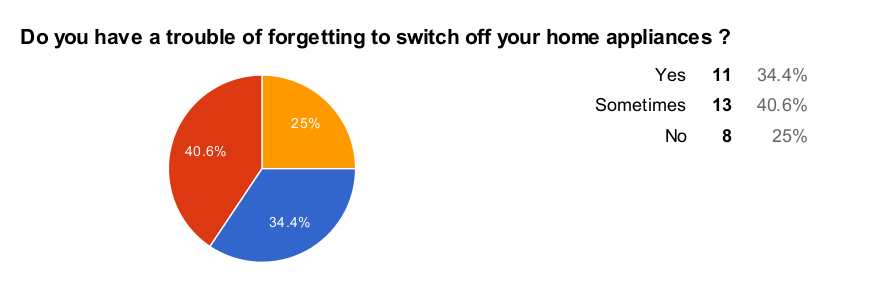 Do you have a trouble of forgetting to switch off your home appliances ?
Yes 11 34.4%
Sometimes 13 40.6%
No 8 25%
25%
40.6%
34.4%